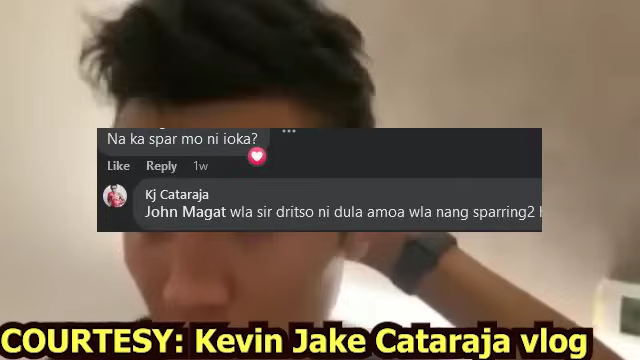 Na ka spar mo ni ioka?
Like Reply 1w
Kj Cataraja
John Magat wla sir dritso ni dula amoa wla nang sparring2
COURTESY: Kevin Jake Cataraja vlog